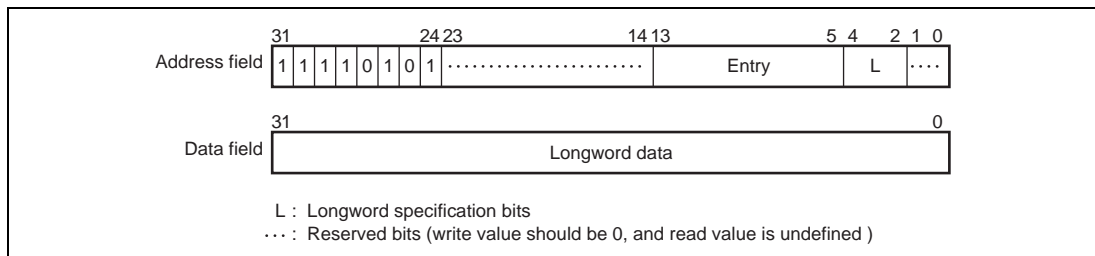 31 24 23 14 13 5 4 2 1 0
Address field 1 1 1 1 0 1 0 1 ........................ Entry L ....
31 0
Data field Longword data
L : Longword specification bits
... : Reserved bits (write value should be 0, and read value is undefined )